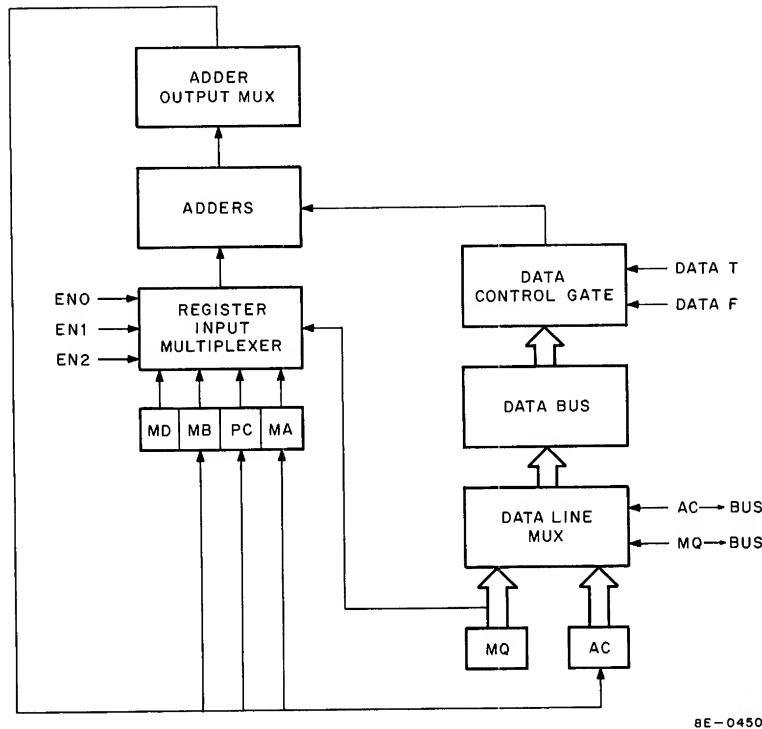 ADDER
OUTPUT MUX
ADDERS
EN0
EN1
EN2
REGISTER
INPUT
MULTIPLEXER
MD MB PC MA
DATA
CONTROL GATE
DATA T
DATA F
DATA BUS
DATA LINE
MUX
AC→BUS
MQ→BUS
MQ
AC
8E-0450